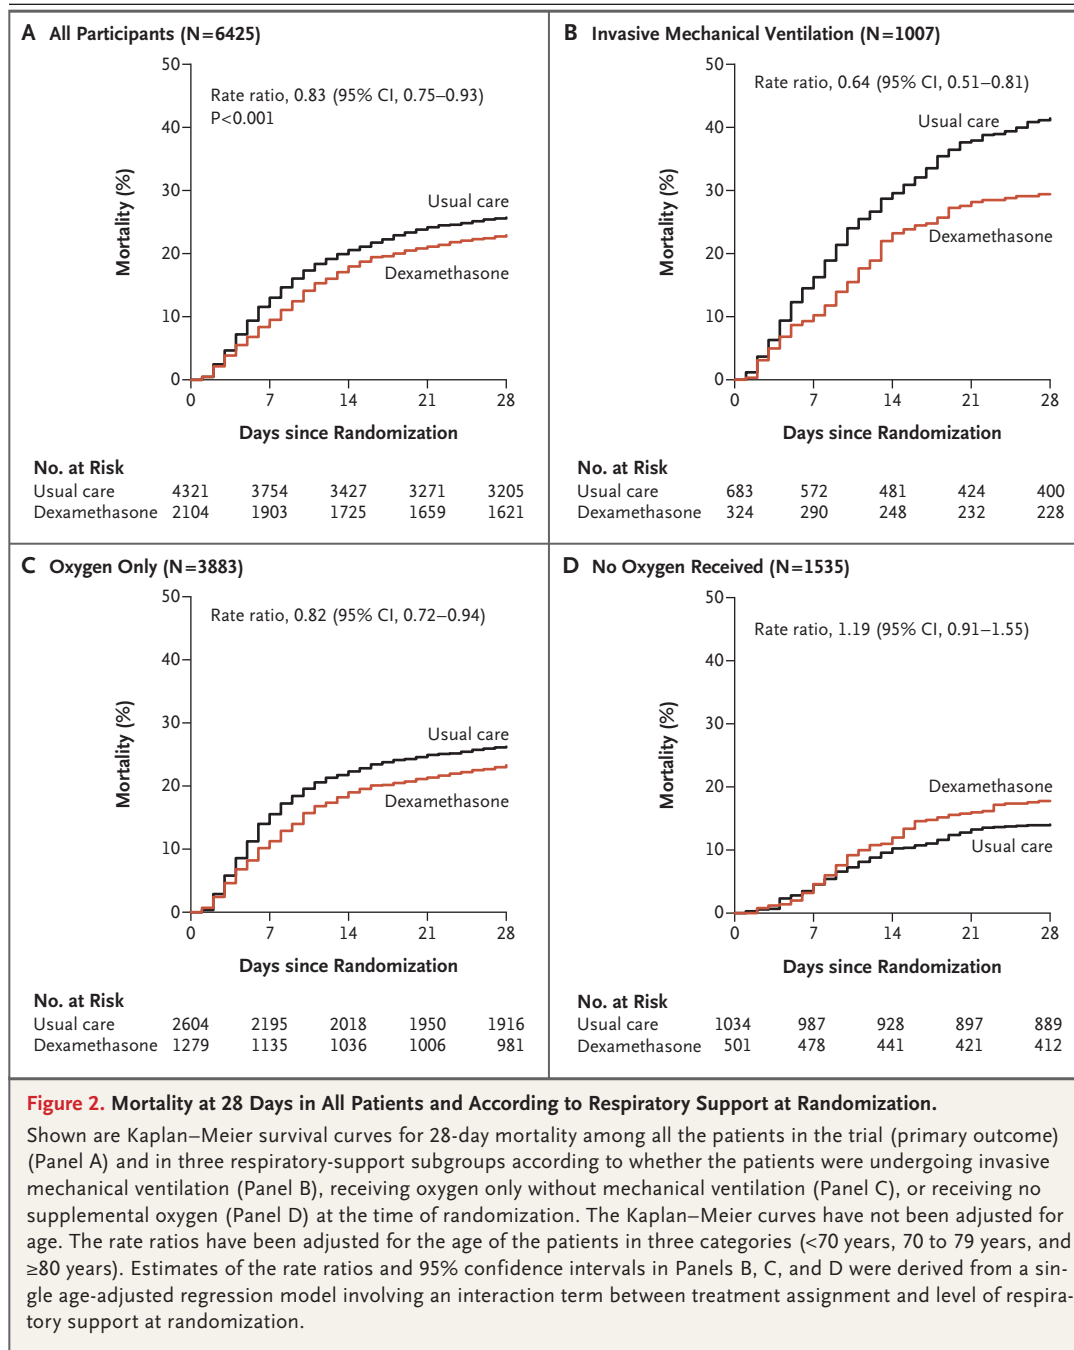 A All Participants (N=6425)
50
40
30
20
10
0
Mortality (%)
Rate ratio, 0.83 (95% CI, 0.75–0.93)
P<0.001
Usual care
Dexamethasone
0 7 14 21 28
Days since Randomization
No. at Risk
Usual care 4321 3754 3427 3271 3205
Dexamethasone 2104 1903 1725 1659 1621
B Invasive Mechanical Ventilation (N=1007)
50
40
30
20
10
0
Mortality (%)
Rate ratio, 0.64 (95% CI, 0.51–0.81)
Usual care
Dexamethasone
0 7 14 21 28
Days since Randomization
No. at Risk
Usual care 683 572 481 424 400
Dexamethasone 324 290 248 232 228
C Oxygen Only (N=3883)
50
40
30
20
10
0
Mortality (%)
Rate ratio, 0.82 (95% CI, 0.72–0.94)
Usual care
Dexamethasone
0 7 14 21 28
Days since Randomization
No. at Risk
Usual care 2604 2195 2018 1950 1916
Dexamethasone 1279 1135 1036 1006 981
D No Oxygen Received (N=1535)
50
40
30
20
10
0
Mortality (%)
Rate ratio, 1.19 (95% CI, 0.91–1.55)
Dexamethasone
Usual care
0 7 14 21 28
Days since Randomization
No. at Risk
Usual care 1034 987 928 897 889
Dexamethasone 501 478 441 421 412
Figure 2. Mortality at 28 Days in All Patients and According to Respiratory Support at Randomization.
Shown are Kaplan–Meier survival curves for 28-day mortality among all the patients in the trial (primary outcome)
(Panel A) and in three respiratory-support subgroups according to whether the patients were undergoing invasive
mechanical ventilation (Panel B), receiving oxygen only without mechanical ventilation (Panel C), or receiving no
supplemental oxygen (Panel D) at the time of randomization. The Kaplan–Meier curves have not been adjusted for
age. The rate ratios have been adjusted for the age of the patients in three categories (<70 years, 70 to 79 years, and
≥80 years). Estimates of the rate ratios and 95% confidence intervals in Panels B, C, and D were derived from a sin-
gle age-adjusted regression model involving an interaction term between treatment assignment and level of respira-
tory support at randomization.